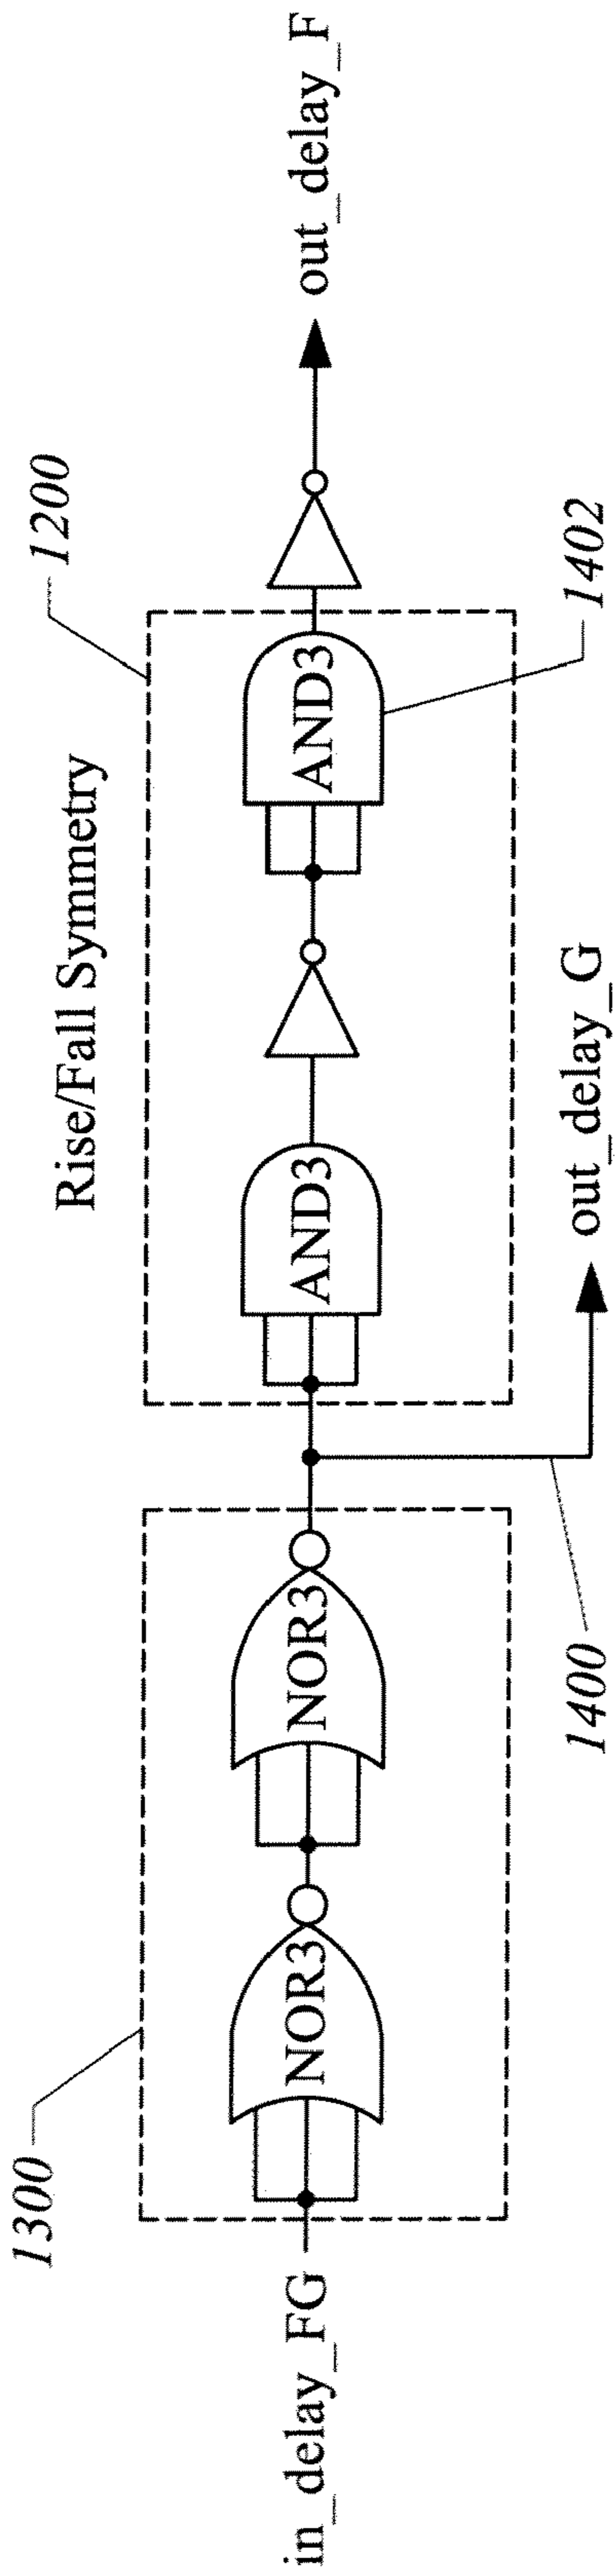 in_delay_FG
1300
NOR3
NOR3
1400
out_delay_G
Rise/Fall Symmetry
1200
AND3
AND3
1402
out_delay_F